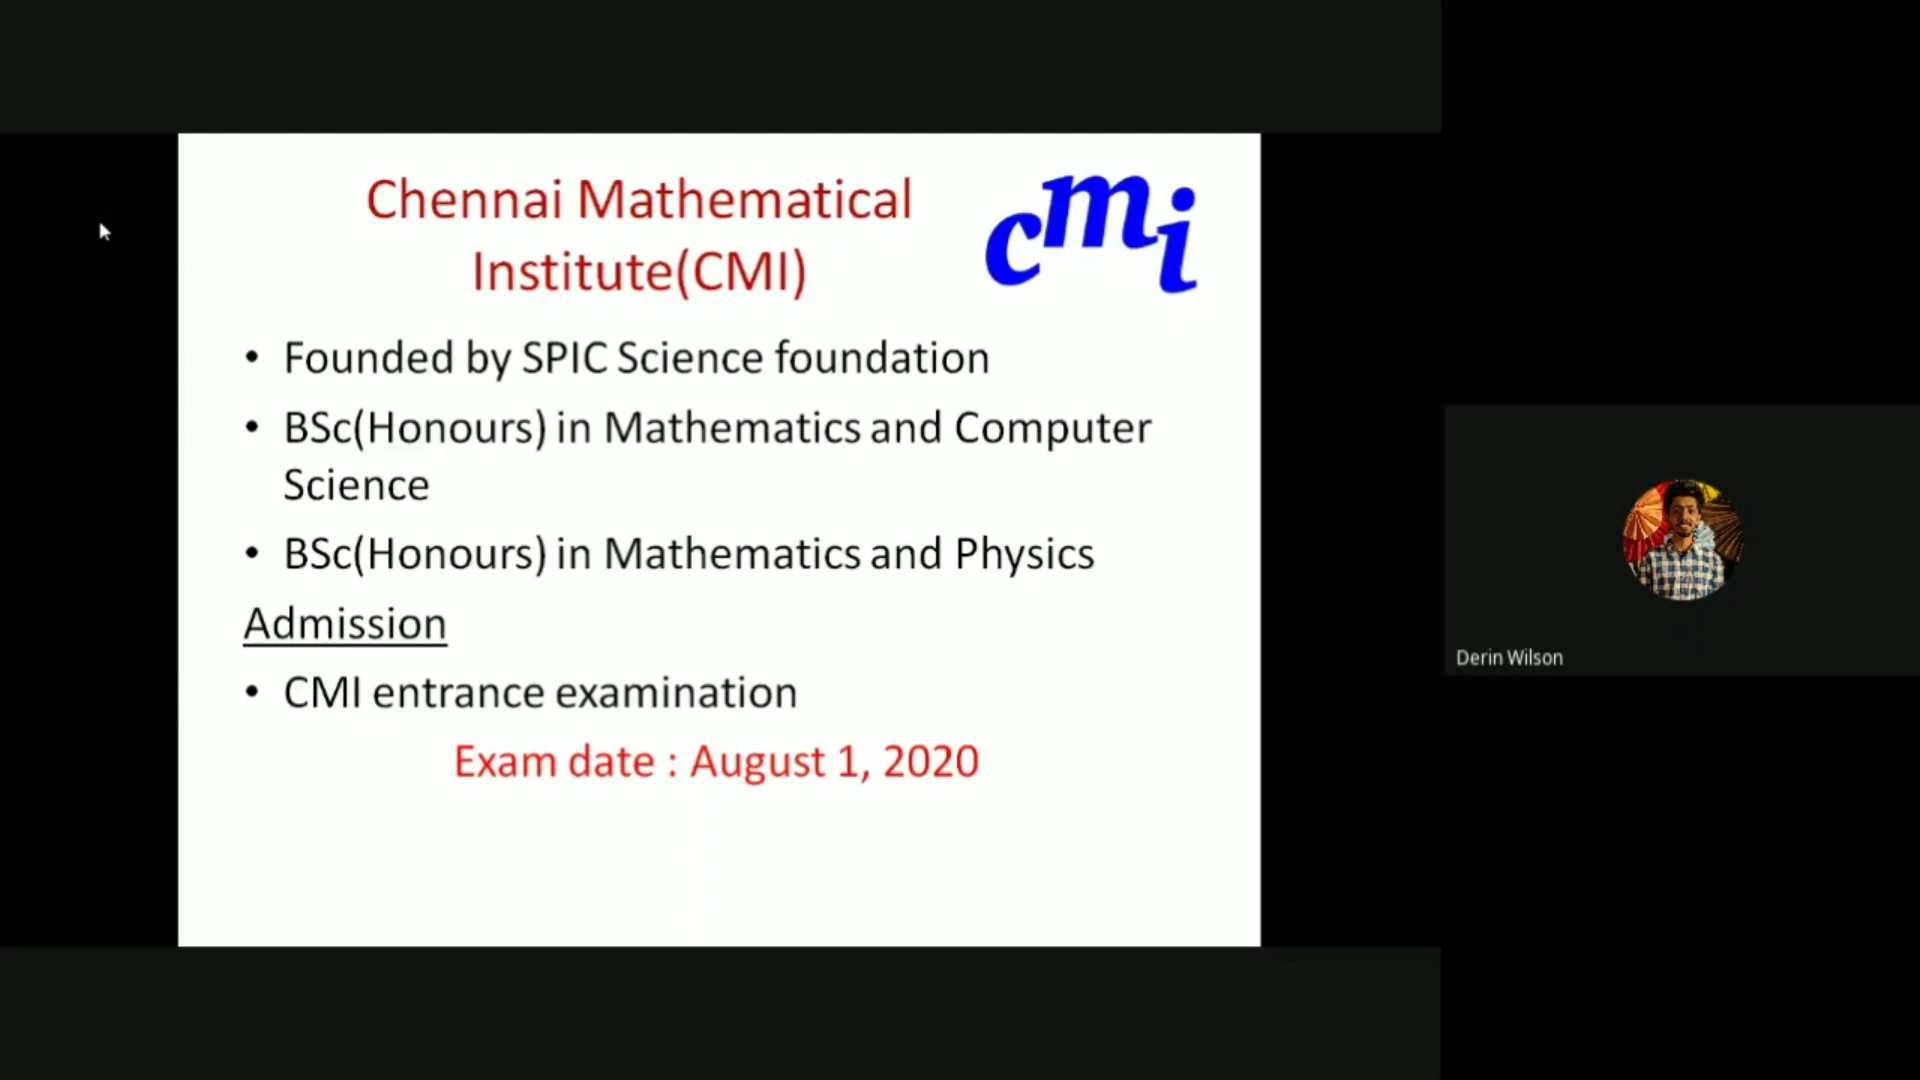 Chennai Mathematical
Institute(CMI)
cmi
• Founded by SPIC Science foundation
• BSc(Honours) in Mathematics and Computer
Science
• BSc(Honours) in Mathematics and Physics
Admission
• CMI entrance examination
Exam date : August 1, 2020
Derin Wilson